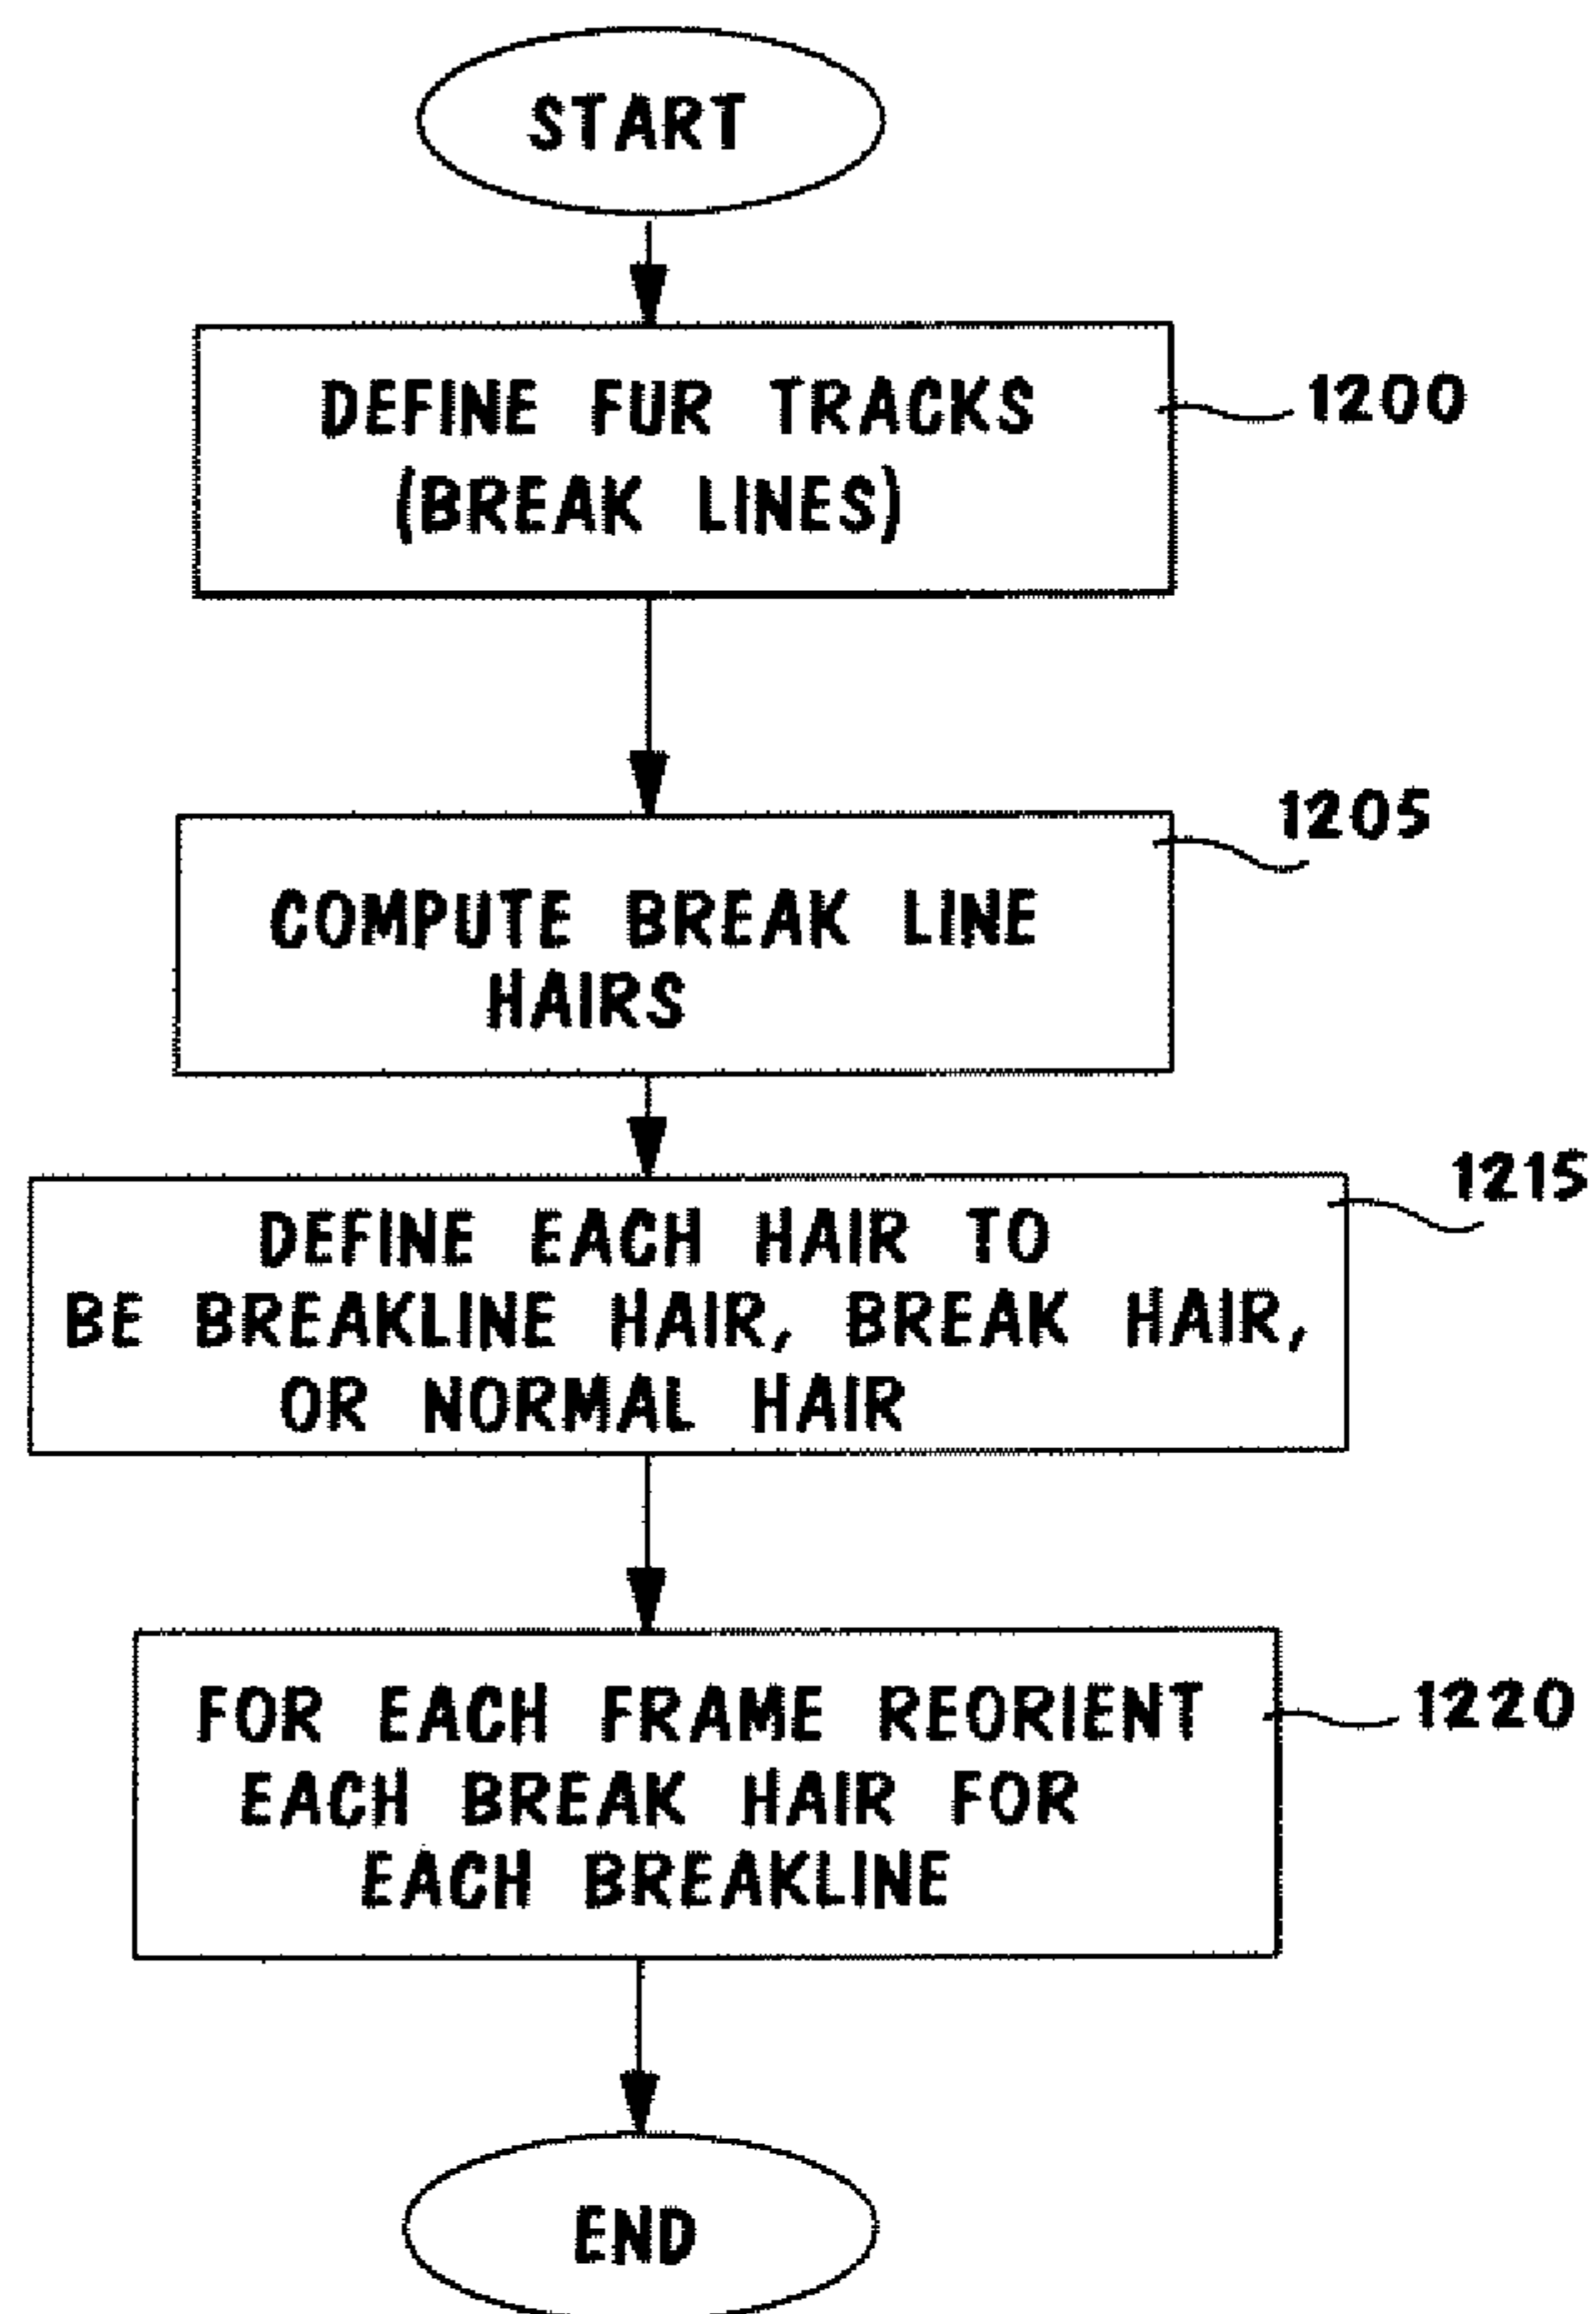 START
DEFINE FUR TRACKS
(BREAK LINES)
1200
1205
COMPUTE BREAK LINE
HAIRS
1215
DEFINE EACH HAIR TO
BE BREAKLINE HAIR, BREAK HAIR,
OR NORMAL HAIR
FOR EACH FRAME REORIENT
EACH BREAK HAIR FOR
EACH BREAKLINE
1220
END